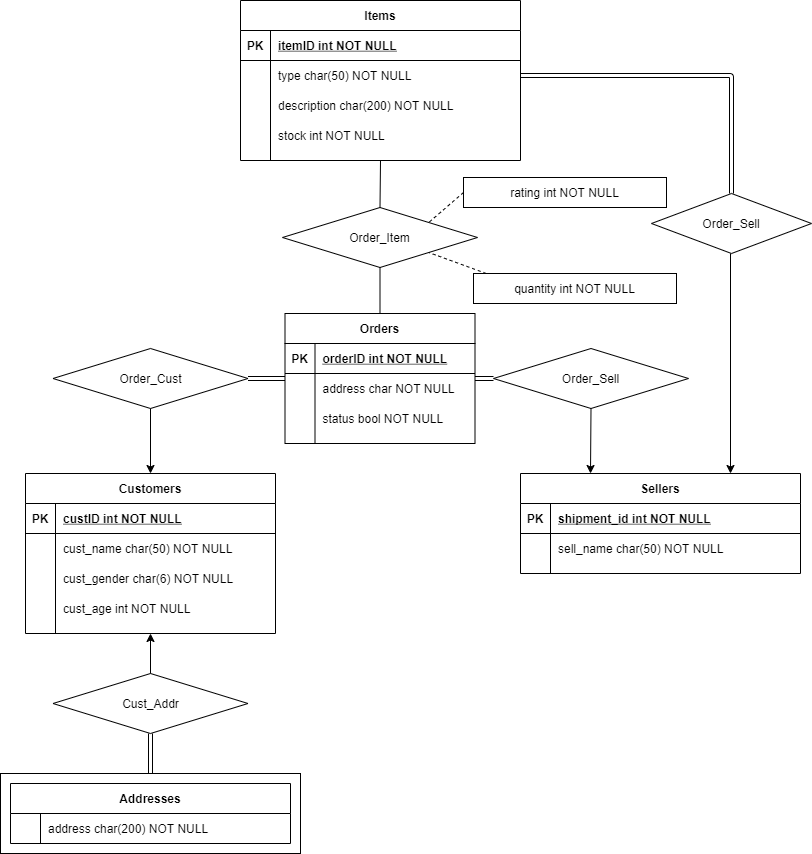 Items
PK itemID int NOT NULL
type char(50) NOT NULL
description char(200) NOT NULL
stock int NOT NULL
rating int NOT NULL
Order_Sell
Order_Item
quantity int NOT NULL
Orders
PK orderID int NOT NULL
address char NOT NULL
status bool NOT NULL
Order_Cust
Order_Sell
Customers
PK custID int NOT NULL
cust_name char(50) NOT NULL
cust_gender char(6) NOT NULL
cust_age int NOT NULL
Sellers
PK shipment_id int NOT NULL
sell_name char(50) NOT NULL
Cust_Addr
Addresses
address char(200) NOT NULL